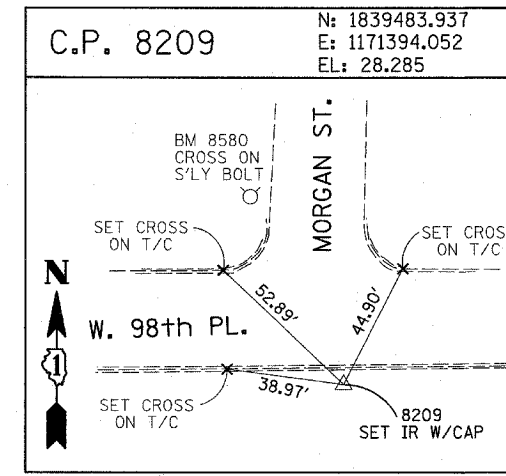 C.P. 8209
N: 1839483.937
E: 1171394.052
EL: 28.285
BM 8580
CROSS ON
S'LY BOLT
MORGAN ST.
SET CROSS
ON T/C
SET CROS
ON T/C
N
1
52.89'
44.90'
W. 98th PL.
38.97'
SET CROSS
ON T/C
8209
SET IR W/CAP